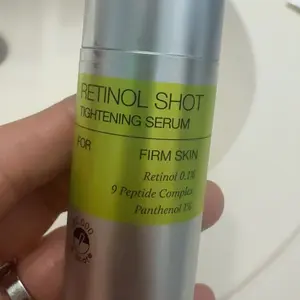 RETINOL SHOT
TIGHTENING SERUM
FOR
FIRM SKIN
Retinol 0.1%
9 Peptide Complex
Panthenol 1%